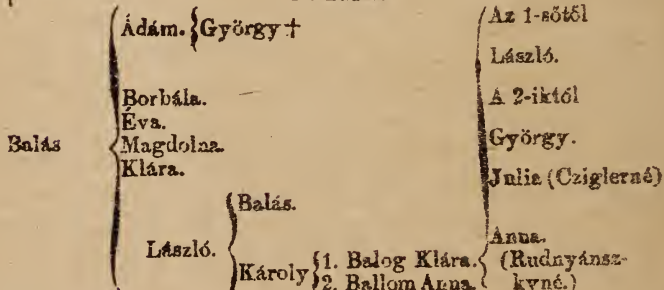 Ádám. György †
Borbála.
Éva.
Balás
Magdolna.
Klára.
László.
Balás.
Károly
1. Balog Klára.
2. Ballom Anna.
Az 1-sőtől
László.
A 2-iktól
György.
Julia (Cziglerné)
Anna.
(Rudnyánsz-
kyné.)